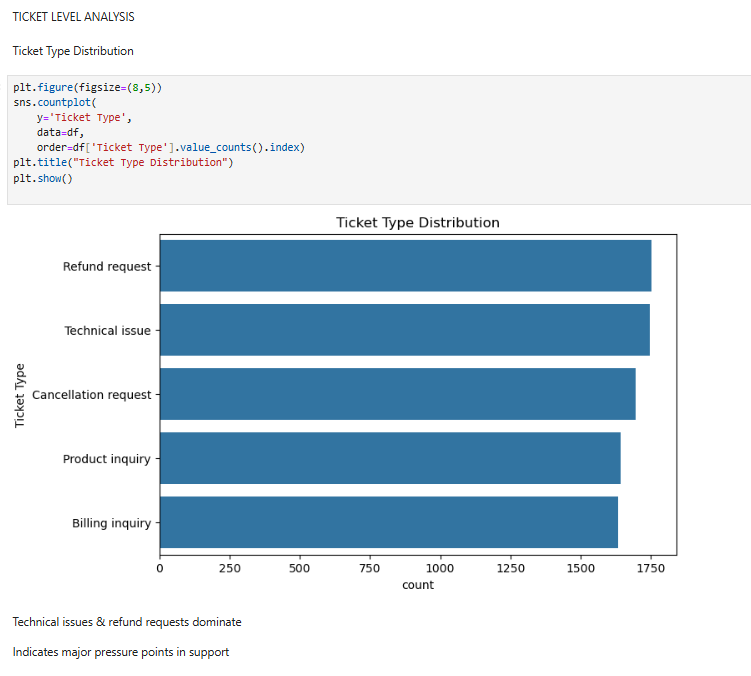 TICKET LEVEL ANALYSIS
Ticket Type Distribution
plt.figure(figsize=(8,5))
sns.countplot(
    y='Ticket Type',
    data=df,
    order=df['Ticket Type'].value_counts().index)
plt.title("Ticket Type Distribution")
plt.show()
Ticket Type Distribution
Ticket Type
Refund request
Technical issue
Cancellation request
Product inquiry
Billing inquiry
0 250 500 750 1000 1250 1500 1750
count
Technical issues & refund requests dominate
Indicates major pressure points in support